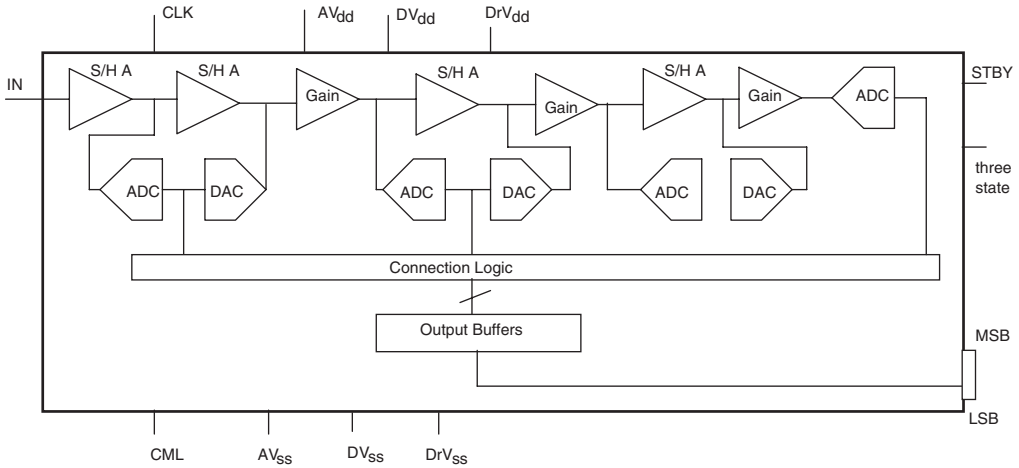 CLK
AVdd
DVdd
DrVdd
IN
S/H A
S/H A
Gain
S/H A
Gain
S/H A
Gain
ADC
STBY
ADC
DAC
ADC
DAC
ADC
DAC
three
state
Connection Logic
Output Buffers
MSB
LSB
CML
AVss
DVss
DrVss